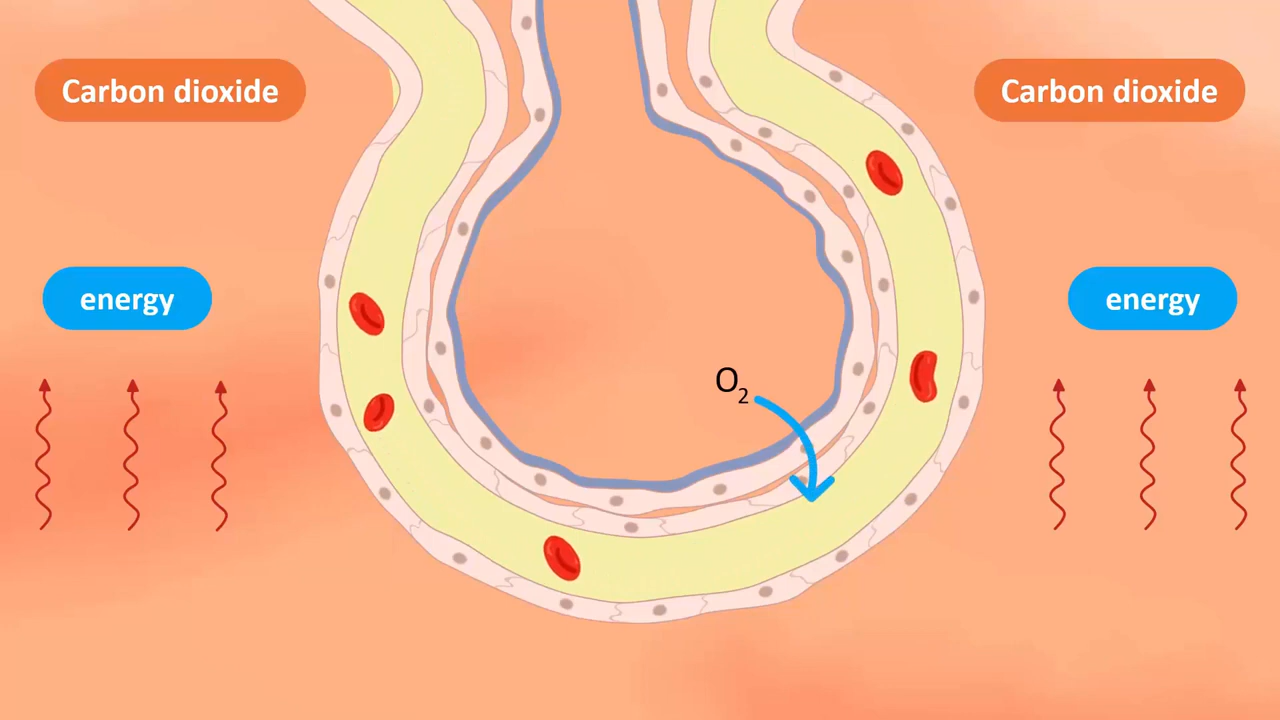 Carbon dioxide
Carbon dioxide
energy
energy
O₂